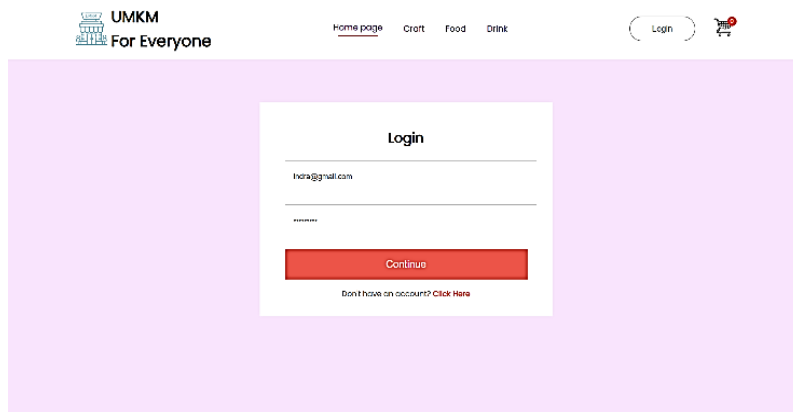 UMKM
For Everyone
Home page Craft Food Drink
Login
0
Login
indra@gmail.com
••••••••
Continue
Don't have an account? Click Here